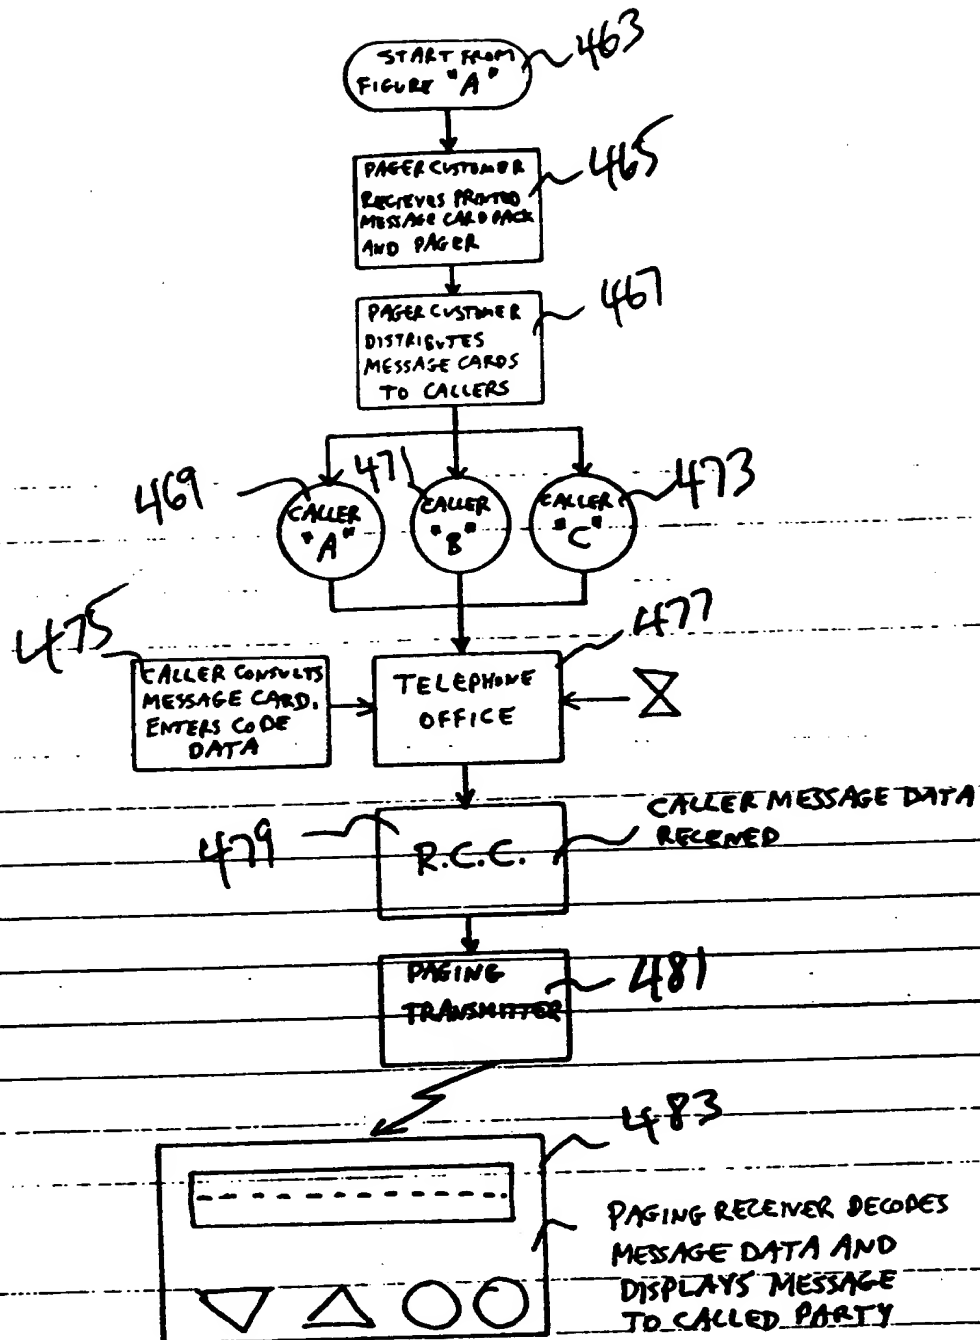 START FROM
FIGURE "A"
463
PAGER CUSTOMER
RECIEVES PRINTED
MESSAGE CARD PACK
AND PAGER
465
PAGER CUSTOMER
DISTRIBUTES
MESSAGE CARDS
TO CALLERS
467
469
CALLER
"A"
471
CALLER
"B"
CALLER
"C"
473
475
CALLER CONSULTS
MESSAGE CARD.
ENTERS CODE
DATA
TELEPHONE
OFFICE
477
479
R.C.C.
CALLER MESSAGE DATA
RECEIVED
PAGING
TRANSMITTER
481
483
PAGING RECEIVER DECODES
MESSAGE DATA AND
DISPLAYS MESSAGE
TO CALLED PARTY